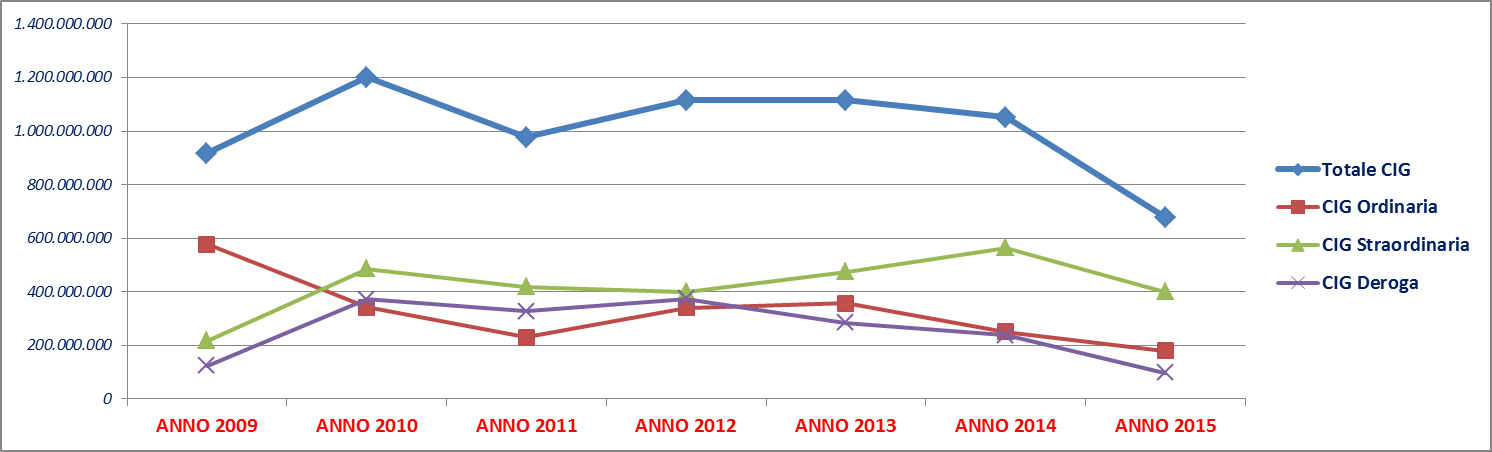 1.400.000.000
1.200.000.000
1.000.000.000
800.000.000
600.000.000
400.000.000
200.000.000
0
ANNO 2009 ANNO 2010 ANNO 2011 ANNO 2012 ANNO 2013 ANNO 2014 ANNO 2015
Totale CIG
CIG Ordinaria
CIG Straordinaria
CIG Deroga